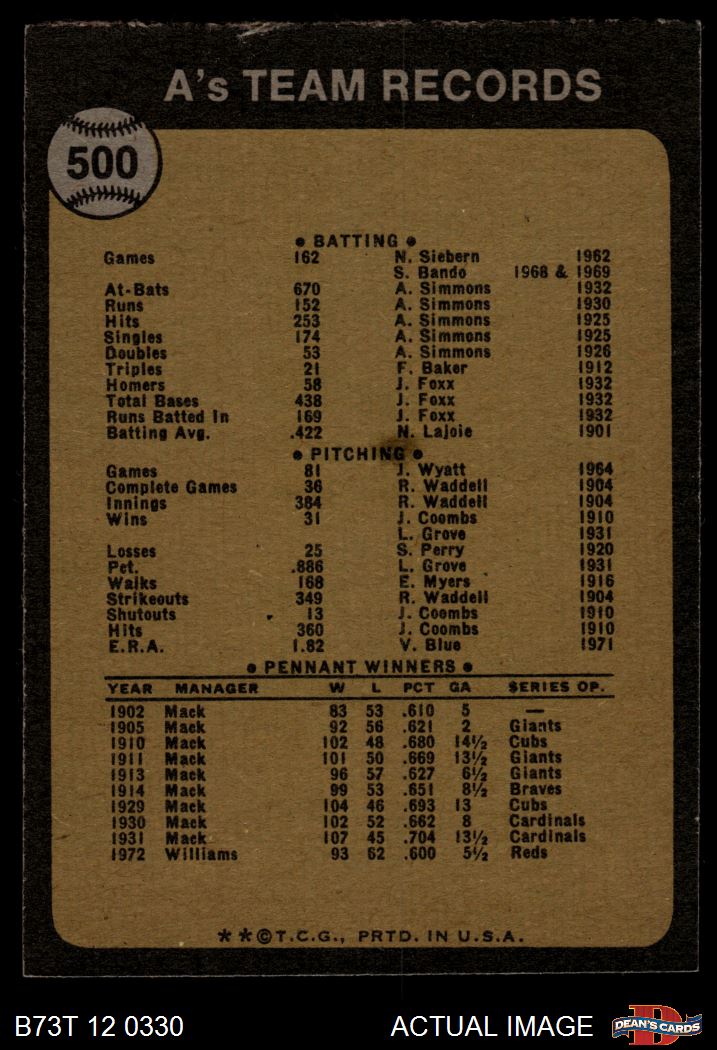 A's TEAM RECORDS
500
• BATTING •
Games 162 N. Siebern 1962
S. Bando 1968 & 1969
At-Bats 670 A. Simmons 1932
Runs 152 A. Simmons 1930
Hits 253 A. Simmons 1925
Singles 174 A. Simmons 1925
Doubles 53 A. Simmons 1926
Triples 21 F. Baker 1912
Homers 58 J. Foxx 1932
Total Bases 438 J. Foxx 1932
Runs Batted In 169 J. Foxx 1932
Batting Avg. .422 N. Lajoie 1901
• PITCHING •
Games 81 J. Wyatt 1964
Complete Games 36 R. Waddell 1904
Innings 384 R. Waddell 1904
Wins 31 J. Coombs 1910
L. Grove 1931
Losses 25 S. Perry 1920
Pct. .886 L. Grove 1931
Walks 168 E. Myers 1916
Strikeouts 349 R. Waddell 1904
Shutouts 13 J. Coombs 1910
Hits 360 J. Coombs 1910
E.R.A. 1.82 V. Blue 1971
• PENNANT WINNERS •
YEAR MANAGER W L PCT GA SERIES OP.
1902 Mack 83 53 .610 5 —
1905 Mack 92 56 .621 2 Giants
1910 Mack 102 48 .680 14½ Cubs
1911 Mack 101 50 .669 13½ Giants
1913 Mack 96 57 .627 6½ Giants
1914 Mack 99 53 .651 8½ Braves
1929 Mack 104 46 .693 13 Cubs
1930 Mack 102 52 .662 8 Cardinals
1931 Mack 107 45 .704 13½ Cardinals
1972 Williams 93 62 .600 5½ Reds
**©T.C.G., PRTD. IN U.S.A.
B73T 12 0330 ACTUAL IMAGE D DEAN'S CARDS